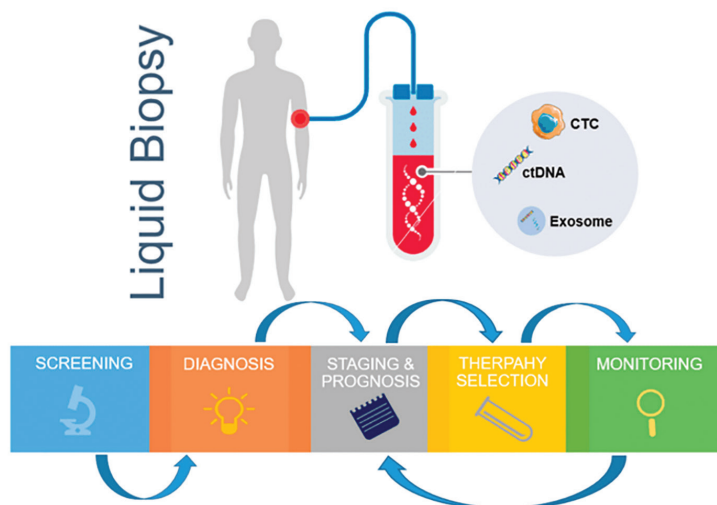 Liquid Biopsy
CTC
ctDNA
Exosome
SCREENING
DIAGNOSIS
STAGING &
PROGNOSIS
THERPAHY
SELECTION
MONITORING